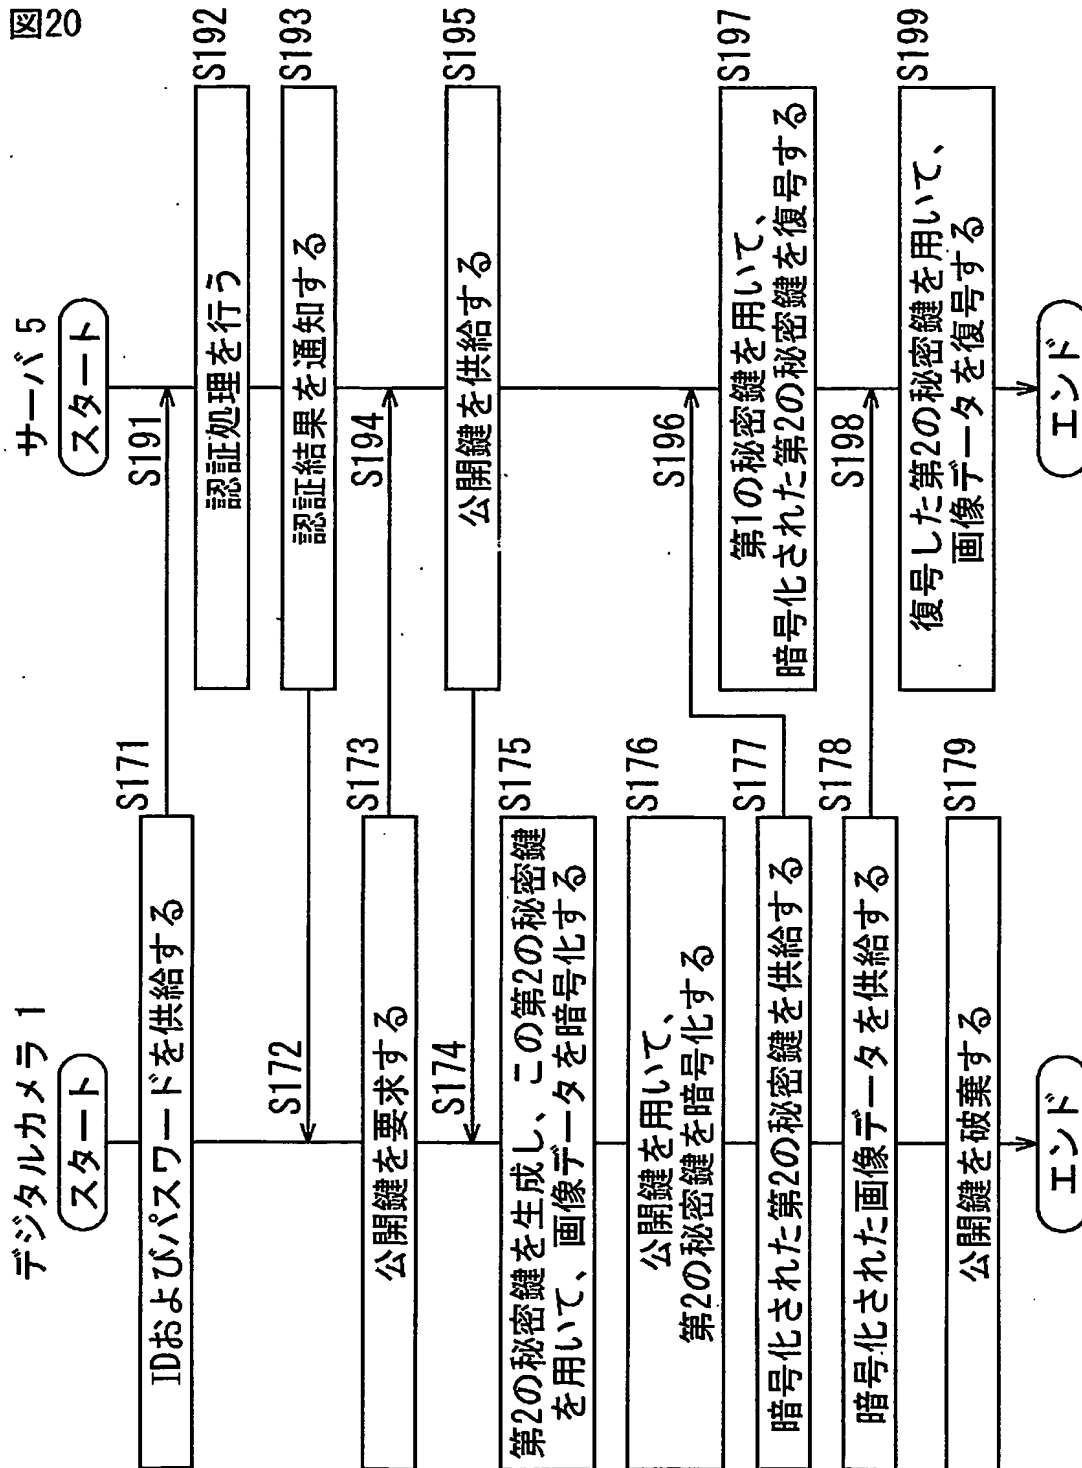 図20
デジタルカメラ 1
スタート
S171
IDおよびパスワードを供給する
S172
S173
公開鍵を要求する
S174
S175
第2の秘密鍵を生成し、この第2の秘密鍵
を用いて、画像データを暗号化する
S176
公開鍵を用いて、
第2の秘密鍵を暗号化する
S177
暗号化された第2の秘密鍵を供給する
S178
暗号化された画像データを供給する
S179
公開鍵を破棄する
エンド
サーバ 5
スタート
S191
S192
認証処理を行う
S193
認証結果を通知する
S194
S195
公開鍵を供給する
S196
S197
第1の秘密鍵を用いて、
暗号化された第2の秘密鍵を復号する
S198
S199
復号した第2の秘密鍵を用いて、
画像データを復号する
エンド